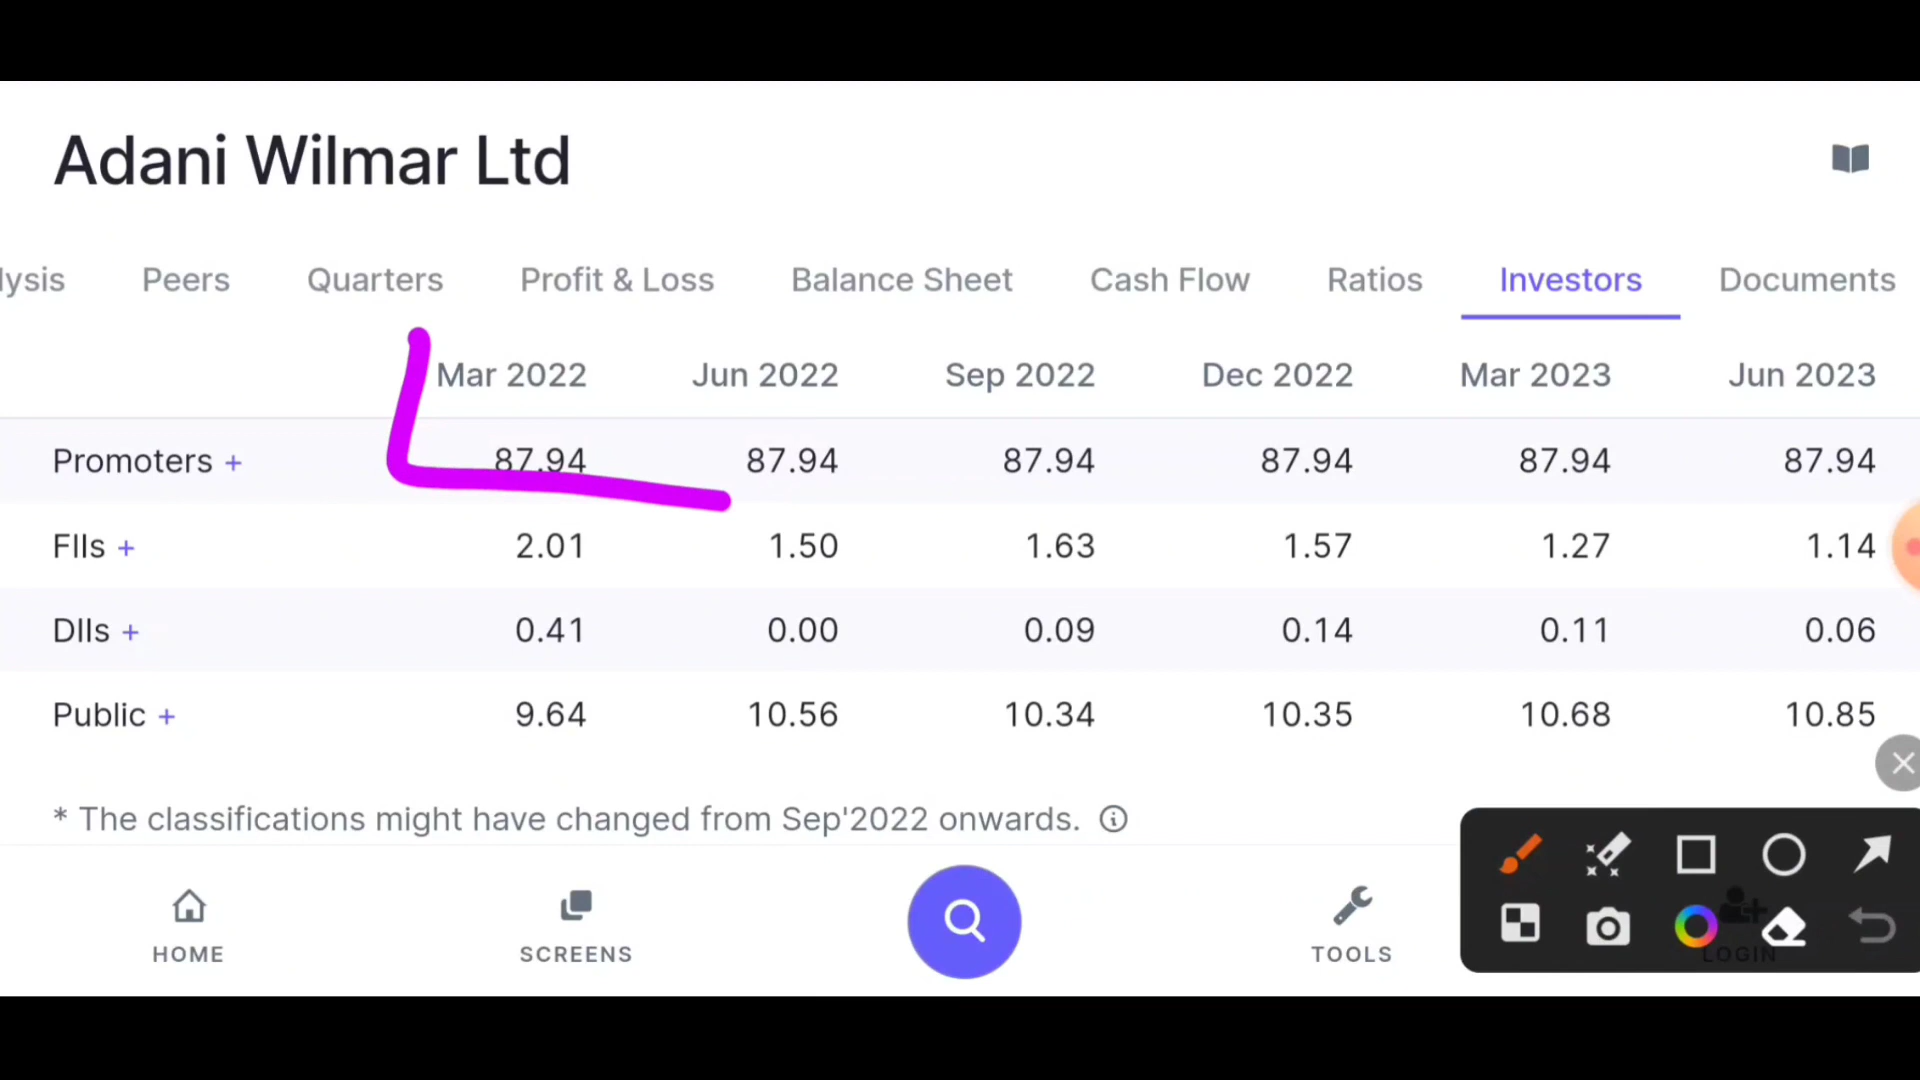 Adani Wilmar Ltd
lysis Peers Quarters Profit & Loss Balance Sheet Cash Flow Ratios Investors Documents
Mar 2022 Jun 2022 Sep 2022 Dec 2022 Mar 2023 Jun 2023
Promoters + 87.94 87.94 87.94 87.94 87.94 87.94
FIIs + 2.01 1.50 1.63 1.57 1.27 1.14
DIIs + 0.41 0.00 0.09 0.14 0.11 0.06
Public + 9.64 10.56 10.34 10.35 10.68 10.85
* The classifications might have changed from Sep'2022 onwards.
HOME SCREENS TOOLS LOGIN